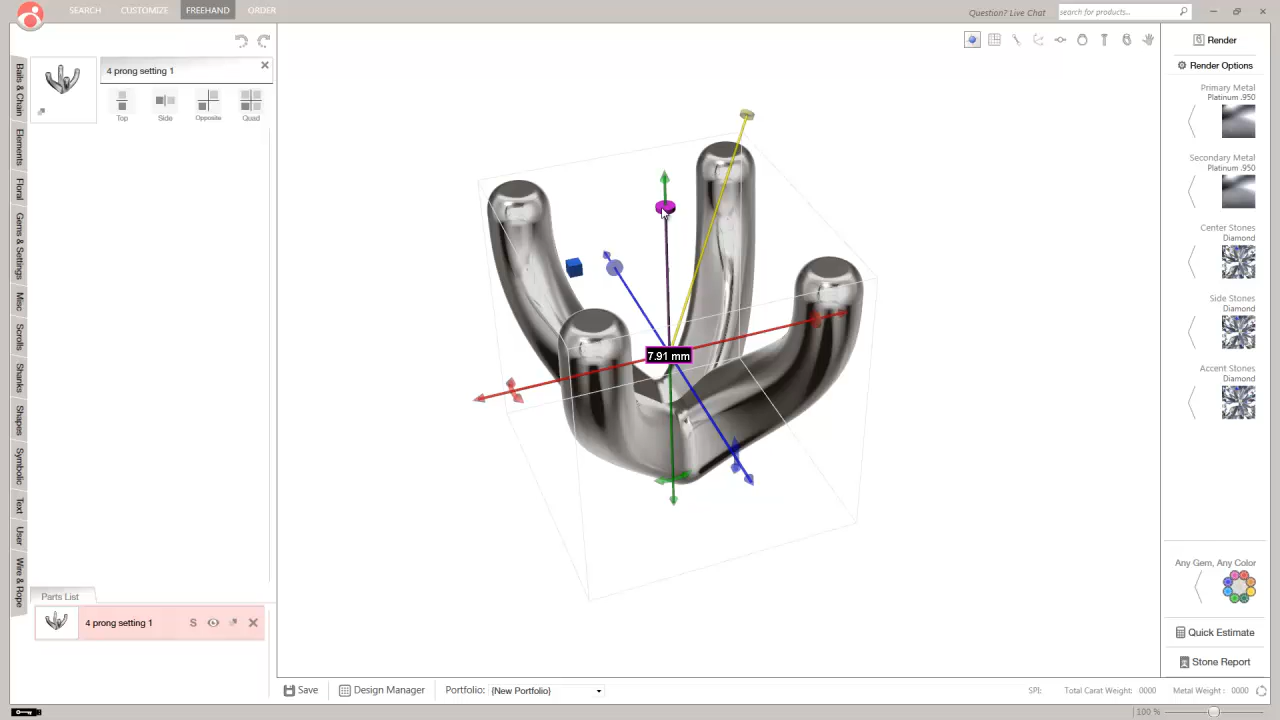 SEARCH CUSTOMIZE FREEHAND ORDER
Question? Live Chat
search for products...
4 prong setting 1
Top Side Opposite Quad
Bails & Chain
Elements
Floral
Gems & Settings
Misc
Scrolls
Shanks
Shapes
Symbolic
Text
User
Wire & Rope
7.91 mm
Render
Render Options
Primary Metal
Platinum .950
Secondary Metal
Platinum .950
Center Stones
Diamond
Side Stones
Diamond
Accent Stones
Diamond
Any Gem, Any Color
Quick Estimate
Stone Report
Parts List
4 prong setting 1 S
Save Design Manager Portfolio: {New Portfolio} SPI: Total Carat Weight: 0000 Metal Weight : 0000
100 %